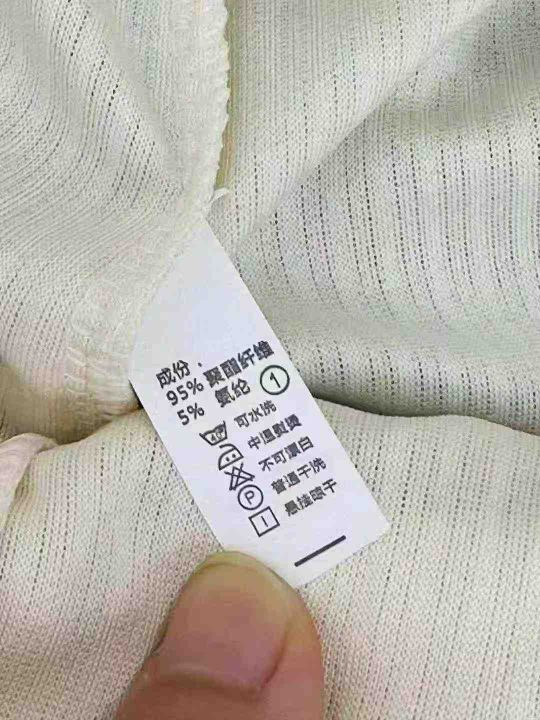 成份：
95% 聚酯纤维
5% 氨纶 ①
40 可水洗
中温熨烫
不可漂白
P 普通干洗
悬挂晾干